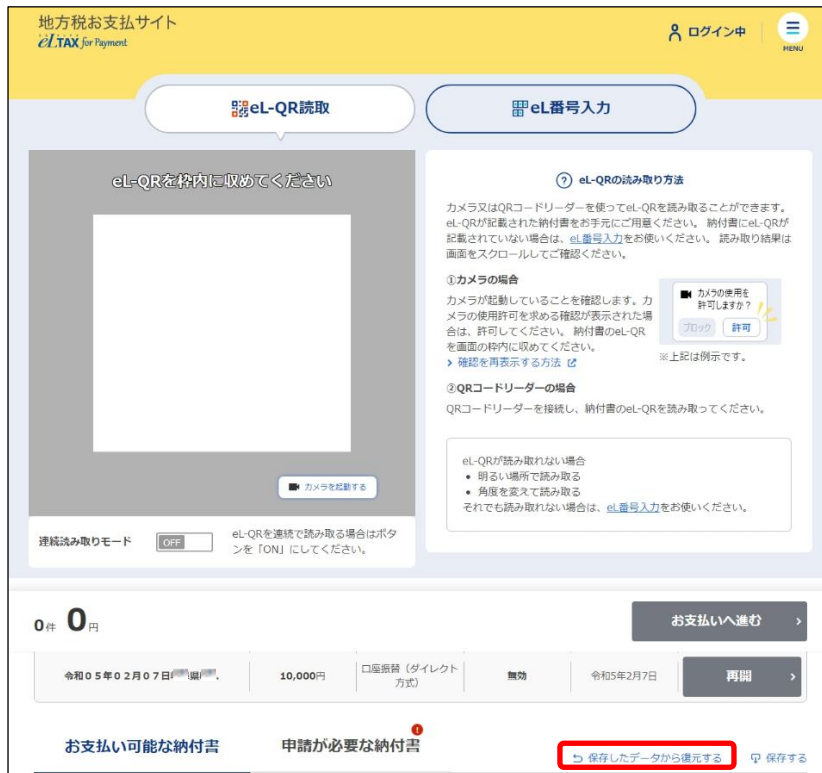 地方税お支払サイト
eLTAX for Payment
ログイン中
MENU
eL-QR読取
eL番号入力
eL-QRを枠内に収めてください
カメラを起動する
連続読み取りモード
OFF
eL-QRを連続で読み取る場合はボタ
ンを「ON」にしてください。
? eL-QRの読み取り方法
カメラ又はQRコードリーダーを使ってeL-QRを読み取ることができます。
eL-QRが記載された納付書をお手元にご用意ください。 納付書にeL-QRが
記載されていない場合は、eL番号入力をお使いください。 読み取り結果は
画面をスクロールしてご確認ください。
①カメラの場合
カメラが起動していることを確認します。カ
メラの使用許可を求める確認が表示された場
合は、許可してください。 納付書のeL-QR
を画面の枠内に収めてください。
> 確認を再表示する方法
カメラの使用を
許可しますか?
ブロック 許可
※上記は例示です。
②QRコードリーダーの場合
QRコードリーダーを接続し、納付書のeL-QRを読み取ってください。
eL-QRが読み取れない場合
• 明るい場所で読み取る
• 角度を変えて読み取る
それでも読み取れない場合は、eL番号入力をお使いください。
0件 0円
お支払いへ進む >
令和05年02月07日 県
10,000円
口座振替（ダイレクト
方式）
無効
令和5年2月7日
再開 >
お支払い可能な納付書
申請が必要な納付書
!
保存したデータから復元する
保存する